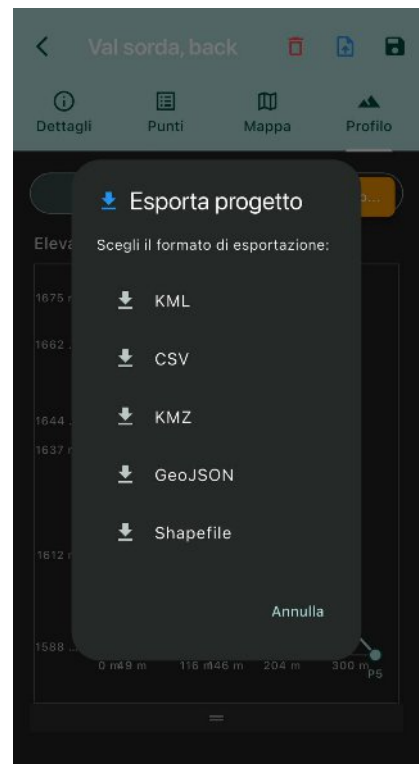 Val sorda, back
Dettagli Punti Mappa Profilo
Esporta progetto
Scegli il formato di esportazione:
KML
CSV
KMZ
GeoJSON
Shapefile
Annulla
Eleva
1675
1662 ...
1644
1637
1612
1588 ...
0 m 49 m 116 m 146 m 204 m 300 m
P5